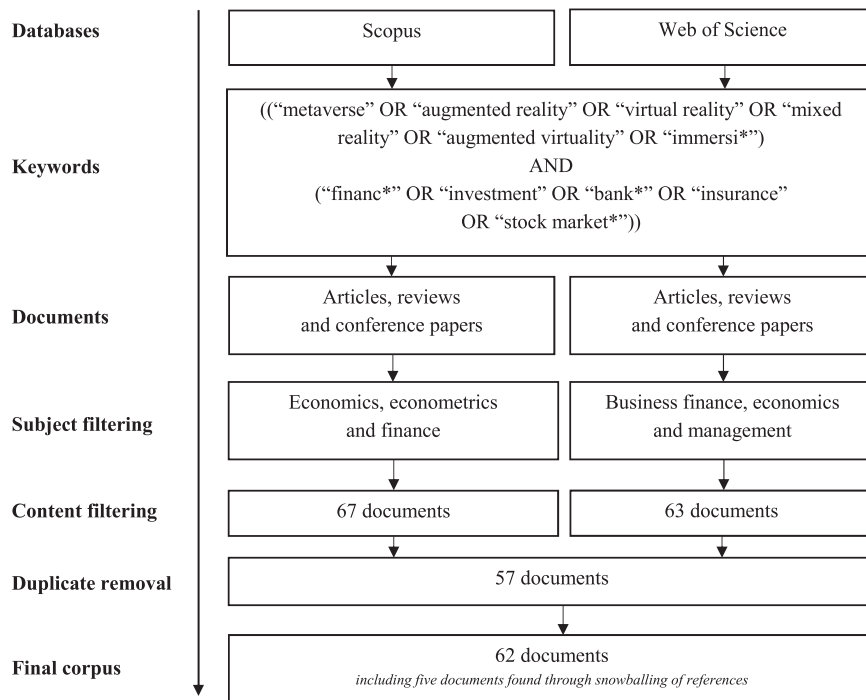 Databases
Scopus
Web of Science
Keywords
((“metaverse” OR “augmented reality” OR “virtual reality” OR “mixed
reality” OR “augmented virtuality” OR “immersi*”)
AND
(“financ*” OR “investment” OR “bank*” OR “insurance”
OR “stock market*”))
Documents
Articles, reviews
and conference papers
Articles, reviews
and conference papers
Subject filtering
Economics, econometrics
and finance
Business finance, economics
and management
Content filtering
67 documents
63 documents
Duplicate removal
57 documents
Final corpus
62 documents
including five documents found through snowballing of references